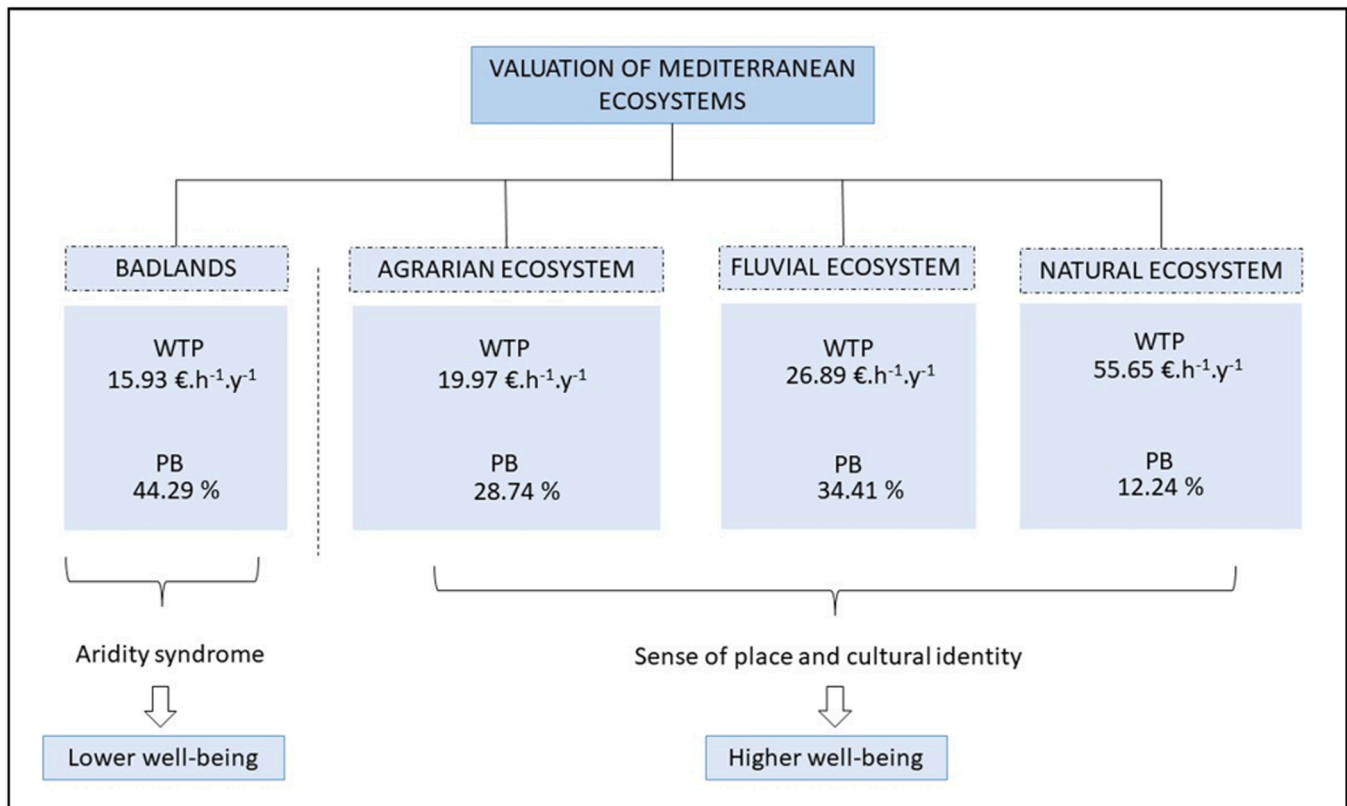 VALUATION OF MEDITERRANEAN
ECOSYSTEMS
BADLANDS
AGRARIAN ECOSYSTEM
FLUVIAL ECOSYSTEM
NATURAL ECOSYSTEM
WTP
15.93 €.h⁻¹.y⁻¹
PB
44.29 %
WTP
19.97 €.h⁻¹.y⁻¹
PB
28.74 %
WTP
26.89 €.h⁻¹.y⁻¹
PB
34.41 %
WTP
55.65 €.h⁻¹.y⁻¹
PB
12.24 %
Aridity syndrome
Sense of place and cultural identity
Lower well-being
Higher well-being